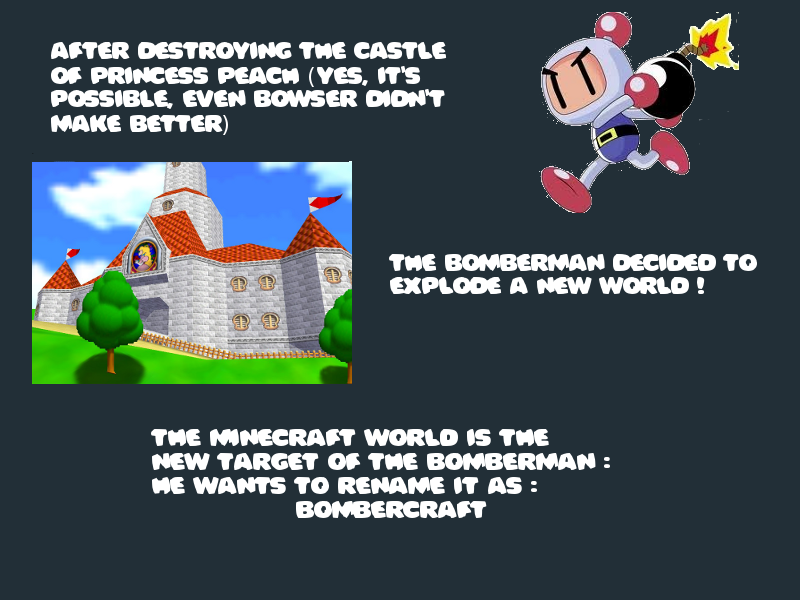 AFTER DESTROYING THE CASTLE
OF PRINCESS PEACH (YES, IT'S
POSSIBLE, EVEN BOWSER DIDN'T
MAKE BETTER)
THE BOMBERMAN DECIDED TO
EXPLODE A NEW WORLD !
THE MINECRAFT WORLD IS THE
NEW TARGET OF THE BOMBERMAN :
HE WANTS TO RENAME IT AS :
BOMBERCRAFT